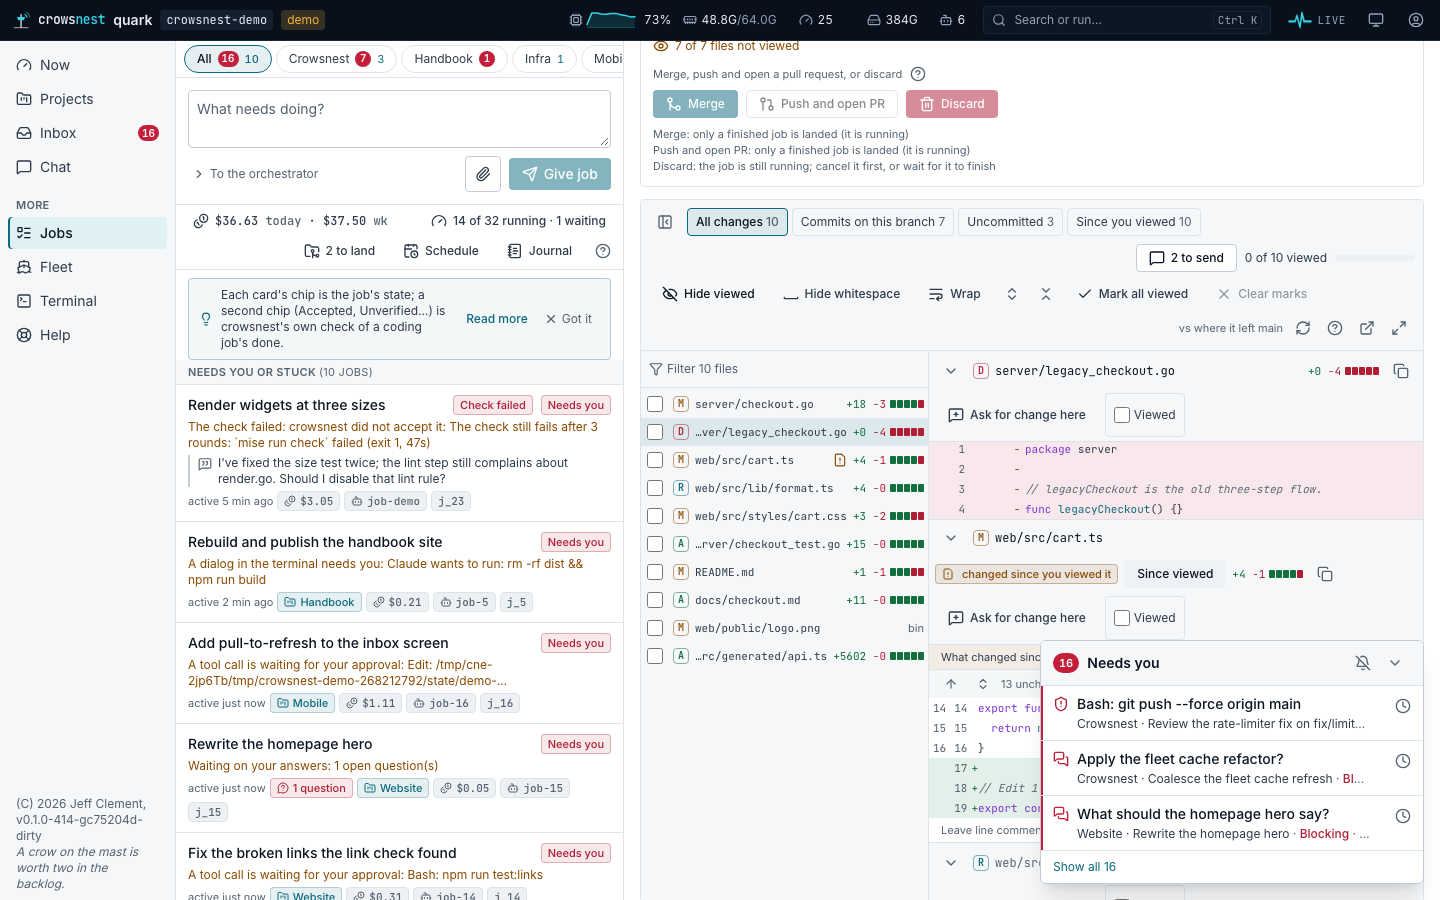 crowsnest quark crowsnest-demo demo 73% 48.8G/64.0G 25 384G 6 Search or run... Ctrl K LIVE
Now
Projects
Inbox 16
Chat
MORE
Jobs
Fleet
Terminal
Help
(C) 2026 Jeff Clement,
v0.1.0-414-gc75204d-
dirty
A crow on the mast is
worth two in the
backlog.
All 16 10 Crowsnest 7 3 Handbook 1 Infra 1 Mobi
What needs doing?
To the orchestrator Give job
$36.63 today · $37.50 wk 14 of 32 running · 1 waiting
2 to land Schedule Journal
Each card's chip is the job's state; a
second chip (Accepted, Unverified...) is
crowsnest's own check of a coding
job's done.
Read more Got it
NEEDS YOU OR STUCK (10 JOBS)
Render widgets at three sizes Check failed Needs you
The check failed: crowsnest did not accept it: The check still fails after 3
rounds: `mise run check` failed (exit 1, 47s)
I've fixed the size test twice; the lint step still complains about
render.go. Should I disable that lint rule?
active 5 min ago $3.05 job-demo j_23
Rebuild and publish the handbook site Needs you
A dialog in the terminal needs you: Claude wants to run: rm -rf dist &&
npm run build
active 2 min ago Handbook $0.21 job-5 j_5
Add pull-to-refresh to the inbox screen Needs you
A tool call is waiting for your approval: Edit: /tmp/cne-
2jp6Tb/tmp/crowsnest-demo-268212792/state/demo-...
active just now Mobile $1.11 job-16 j_16
Rewrite the homepage hero Needs you
Waiting on your answers: 1 open question(s)
active just now 1 question Website $0.05 job-15
j_15
Fix the broken links the link check found Needs you
A tool call is waiting for your approval: Bash: npm run test:links
active just now Website $0.31 job-14 j_14
7 of 7 files not viewed
Merge, push and open a pull request, or discard
Merge Push and open PR Discard
Merge: only a finished job is landed (it is running)
Push and open PR: only a finished job is landed (it is running)
Discard: the job is still running; cancel it first, or wait for it to finish
All changes 10 Commits on this branch 7 Uncommitted 3 Since you viewed 10
2 to send 0 of 10 viewed
Hide viewed Hide whitespace Wrap Mark all viewed Clear marks
vs where it left main
Filter 10 files
M server/checkout.go +18 -3
D …ver/legacy_checkout.go +0 -4
M web/src/cart.ts +4 -1
R web/src/lib/format.ts +4 -0
M web/src/styles/cart.css +3 -2
A …rver/checkout_test.go +15 -0
M README.md +1 -1
A docs/checkout.md +11 -0
M web/public/logo.png bin
A …rc/generated/api.ts +5602 -0
D server/legacy_checkout.go +0 -4
Ask for change here Viewed
1 - package server
2 -
3 - // legacyCheckout is the old three-step flow.
4 - func legacyCheckout() {}
M web/src/cart.ts
changed since you viewed it Since viewed +4 -1
Ask for change here Viewed
What changed sinc
13 unch
14 14 export fu
15 15 return
16 16 }
17 +
18 +// Edit 1
19 +export co
Leave line commen
R web/sr
16 Needs you
Bash: git push --force origin main
Crowsnest · Review the rate-limiter fix on fix/limit...
Apply the fleet cache refactor?
Crowsnest · Coalesce the fleet cache refresh · Bl...
What should the homepage hero say?
Website · Rewrite the homepage hero · Blocking · ...
Show all 16